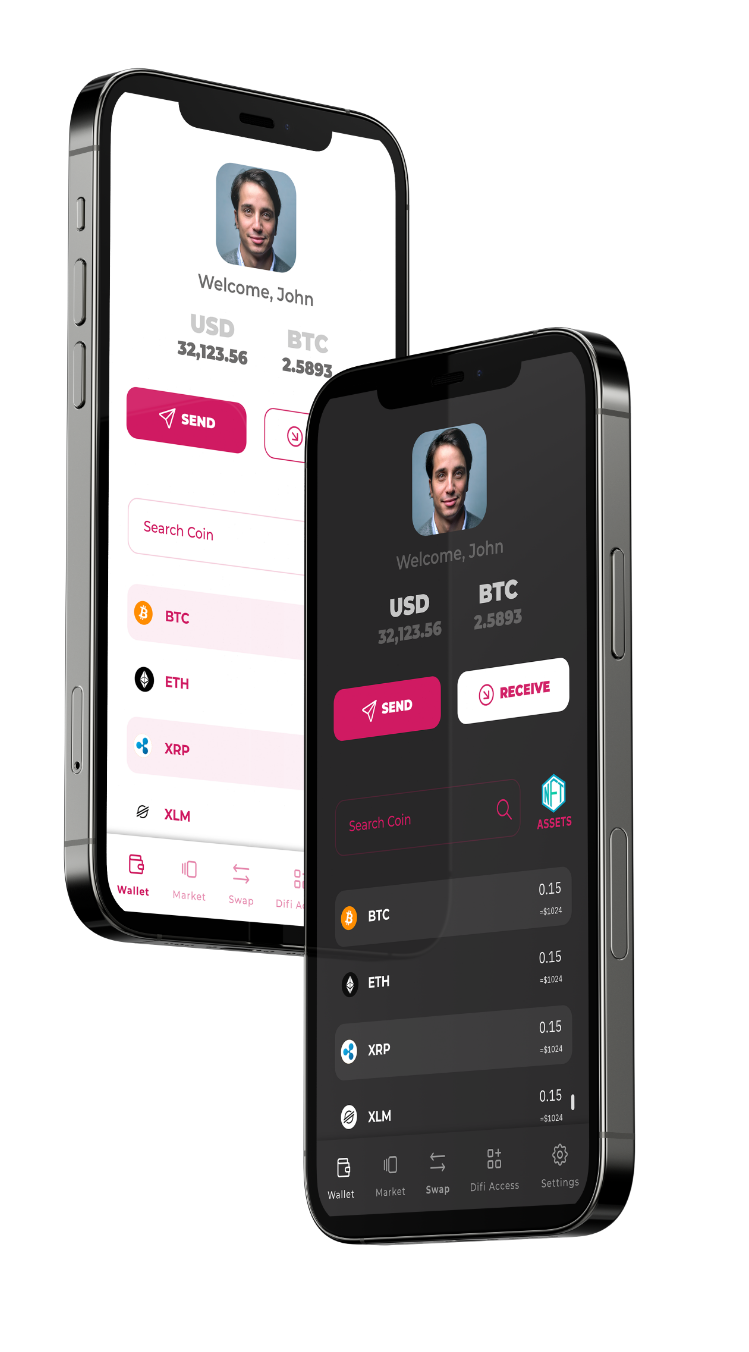 Welcome, John
USD BTC
32,123.56 2.5893
SEND
Search Coin
BTC
ETH
XRP
XLM
Wallet Market Swap Difi A
Welcome, John
USD BTC
32,123.56 2.5893
SEND RECEIVE
Search Coin
NFT
ASSETS
BTC 0.15
≈$1024
ETH 0.15
≈$1024
XRP 0.15
≈$1024
XLM 0.15
≈$1024
Wallet Market Swap Difi Access Settings